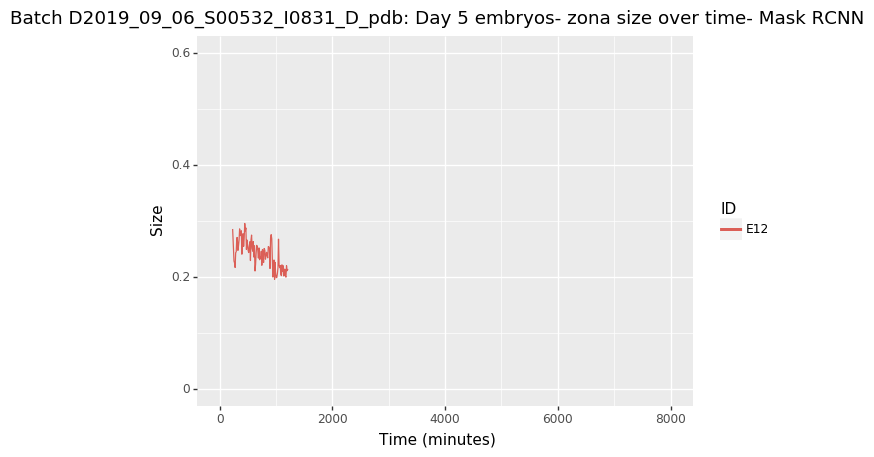 Batch D2019_09_06_S00532_I0831_D_pdb: Day 5 embryos- zona size over time- Mask RCNN
0.6
0.4
0.2
0
Size
0 2000 4000 6000 8000
Time (minutes)
ID
E12